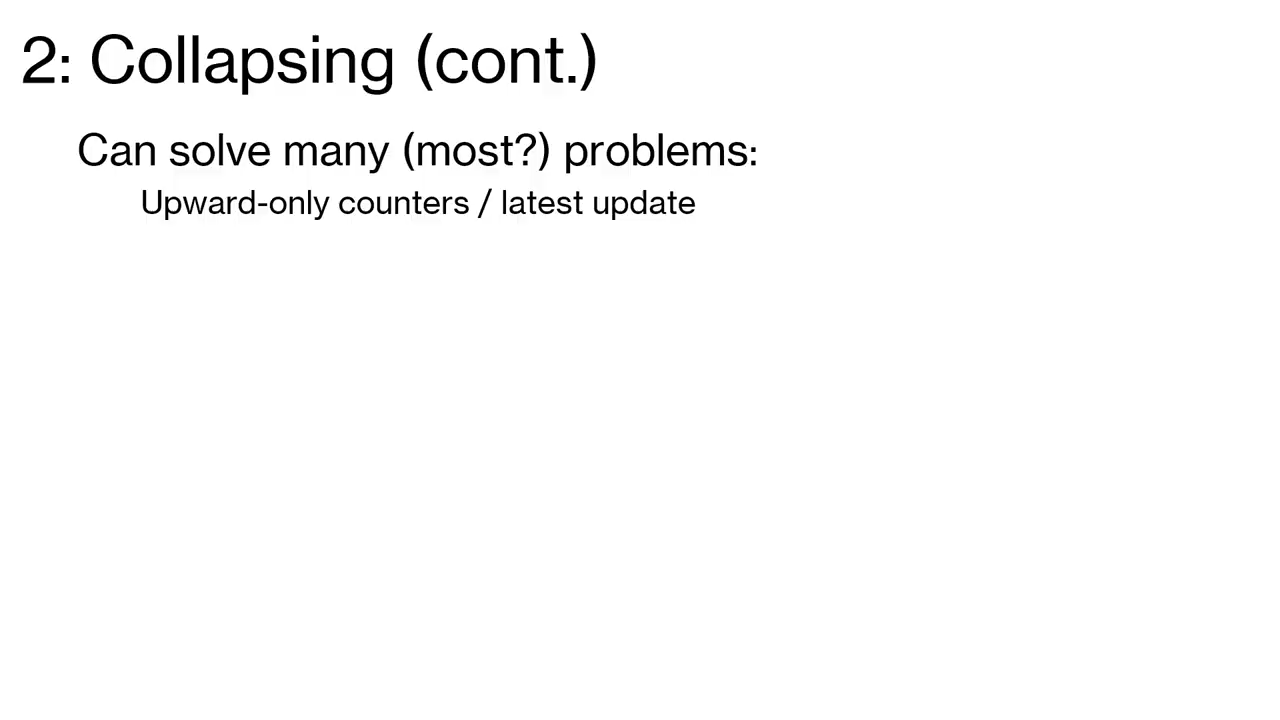 2: Collapsing (cont.)
Can solve many (most?) problems:
Upward-only counters / latest update